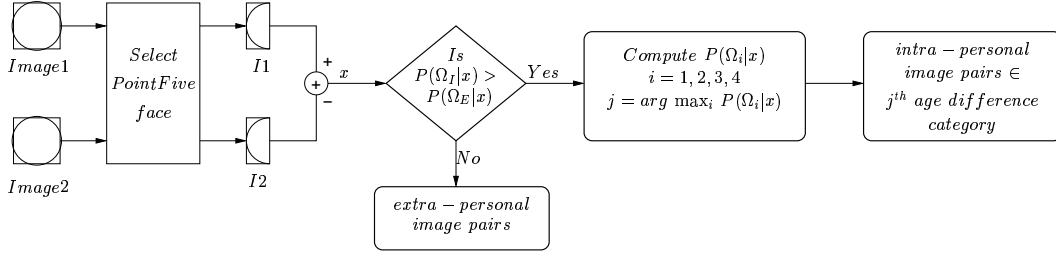 Image1
Image2
Select
PointFive
face
I1
I2
+
+
−
x
Is
P(Ω_I|x) >
P(Ω_E|x)
Yes
No
extra − personal
image pairs
Compute P(Ω_i|x)
i = 1, 2, 3, 4
j = arg max_i P(Ω_i|x)
intra − personal
image pairs ∈
j^th age difference
category